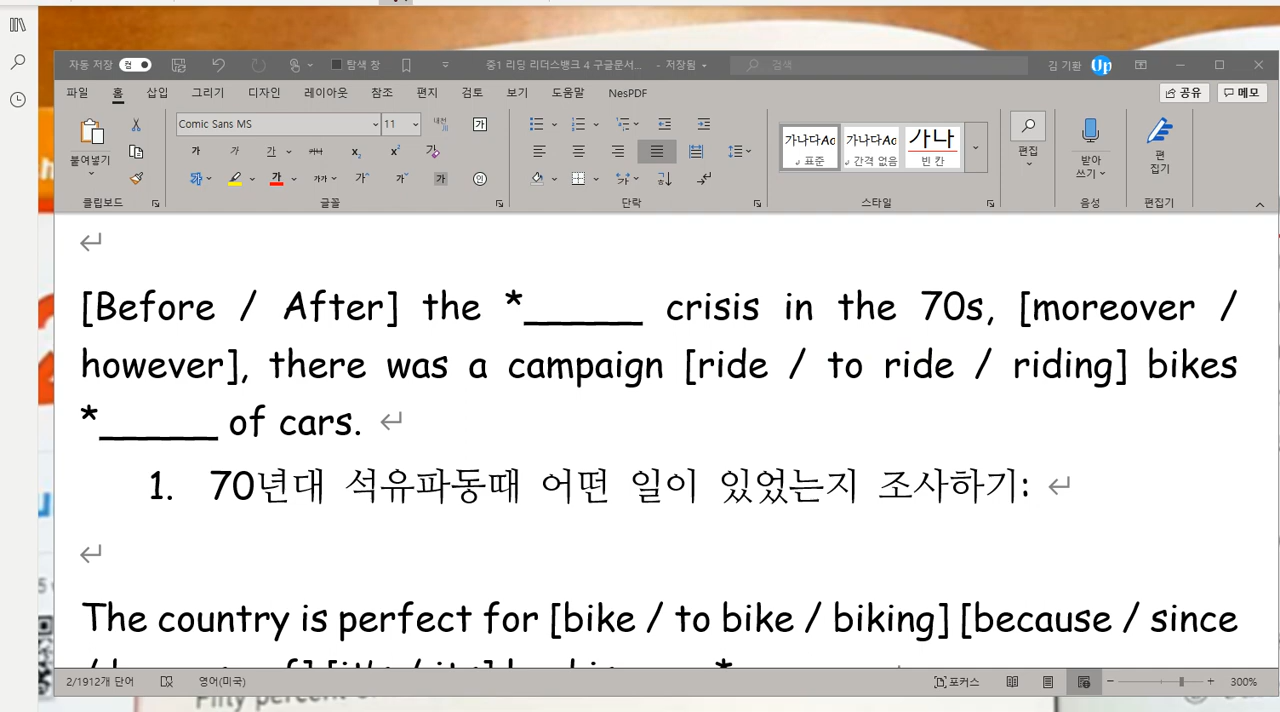 자동 저장 켬 탐색 창 중1 리딩 리더스뱅크 4 구글문서... - 저장됨 검색 김 기환 Up
파일 홈 삽입 그리기 디자인 레이아웃 참조 편지 검토 보기 도움말 NesPDF 공유 메모
붙여넣기 Comic Sans MS 11 가나다Aa 표준 가나다Aa 간격 없음 가나 빈 칸 편집 받아쓰기 편집기
클립보드 글꼴 단락 스타일 음성 편집기
[Before / After] the *_____ crisis in the 70s, [moreover /
however], there was a campaign [ride / to ride / riding] bikes
*_____ of cars.
1. 70년대 석유파동때 어떤 일이 있었는지 조사하기:
The country is perfect for [bike / to bike / biking] [because / since
2/1912개 단어 영어(미국) 포커스 300%
Fifty percent